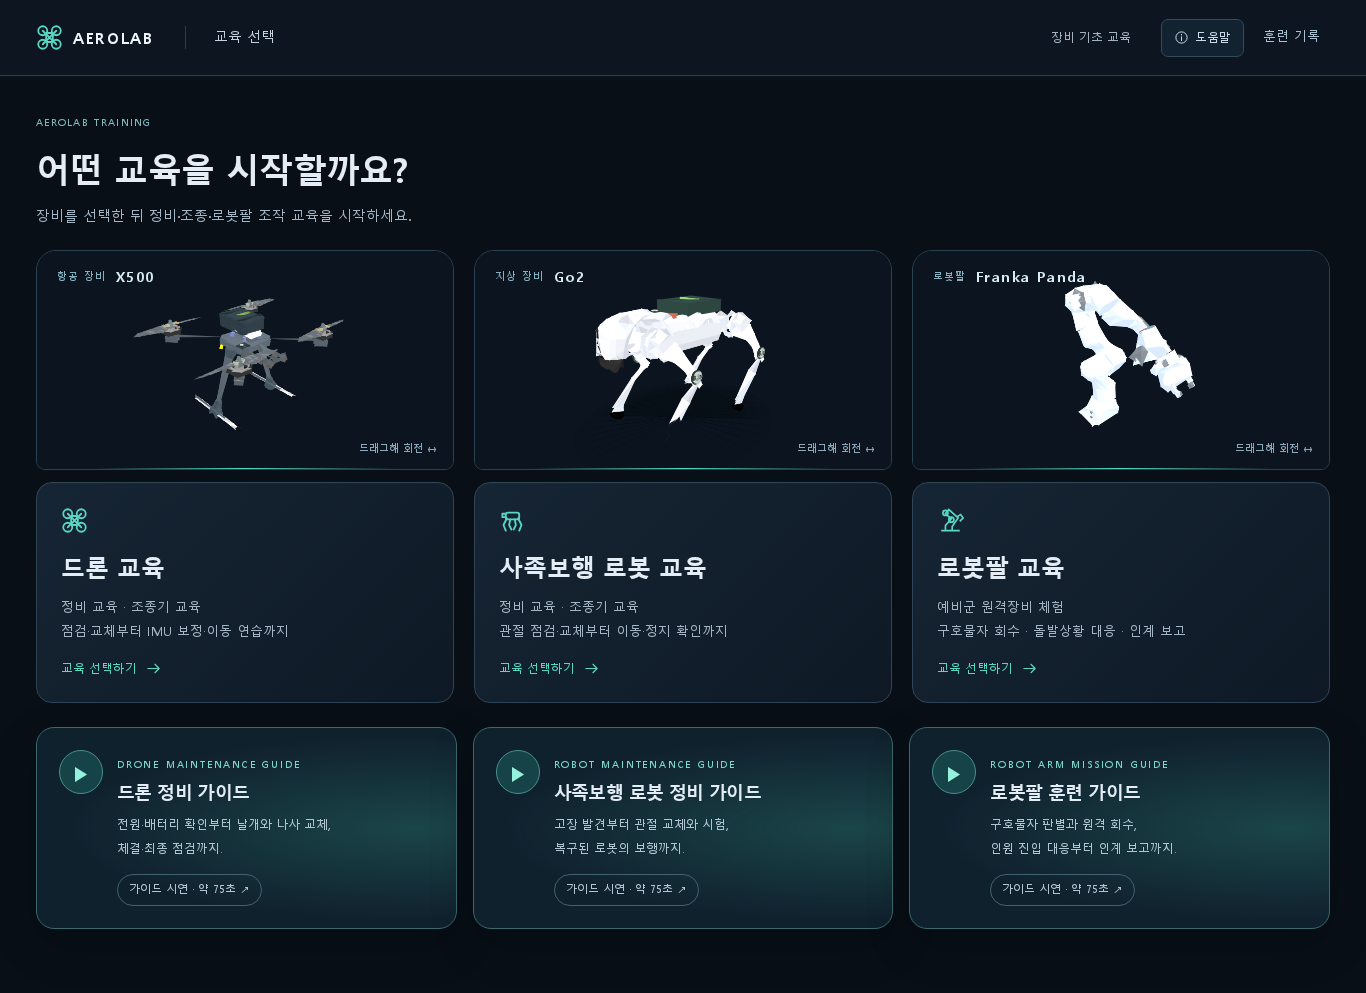 AEROLAB
교육 선택
장비 기초 교육
도움말
훈련 기록
AEROLAB TRAINING
어떤 교육을 시작할까요?
장비를 선택한 뒤 정비·조종·로봇팔 조작 교육을 시작하세요.
항공 장비 X500
드래그해 회전 ↔
지상 장비 Go2
드래그해 회전 ↔
로봇팔 Franka Panda
드래그해 회전 ↔
드론 교육
정비 교육 · 조종기 교육
점검·교체부터 IMU 보정·이동 연습까지
교육 선택하기 →
사족보행 로봇 교육
정비 교육 · 조종기 교육
관절 점검·교체부터 이동·정지 확인까지
교육 선택하기 →
로봇팔 교육
예비군 원격장비 체험
구호물자 회수 · 돌발상황 대응 · 인계 보고
교육 선택하기 →
DRONE MAINTENANCE GUIDE
드론 정비 가이드
전원·배터리 확인부터 날개와 나사 교체,
체결·최종 점검까지.
가이드 시연 · 약 75초 ↗
ROBOT MAINTENANCE GUIDE
사족보행 로봇 정비 가이드
고장 발견부터 관절 교체와 시험,
복구된 로봇의 보행까지.
가이드 시연 · 약 75초 ↗
ROBOT ARM MISSION GUIDE
로봇팔 훈련 가이드
구호물자 판별과 원격 회수,
인원 진입 대응부터 인계 보고까지.
가이드 시연 · 약 75초 ↗